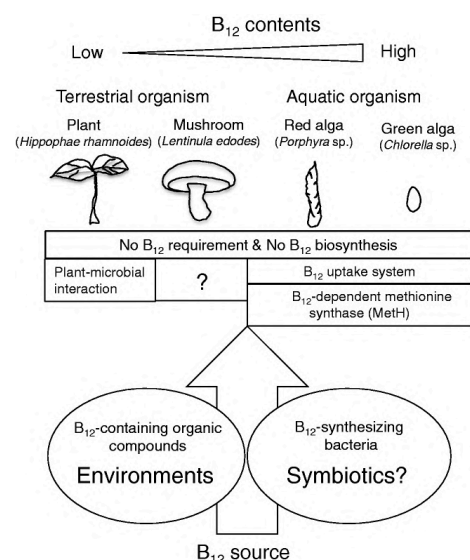 B12 contents
Low High
Terrestrial organism Aquatic organism
Plant Mushroom Red alga Green alga
(Hippophae rhamnoides) (Lentinula edodes) (Porphyra sp.) (Chlorella sp.)
No B12 requirement & No B12 biosynthesis
Plant-microbial
interaction
?
B12 uptake system
B12-dependent methionine
synthase (MetH)
B12-containing organic
compounds
Environments
B12-synthesizing
bacteria
Symbiotics?
B12 source